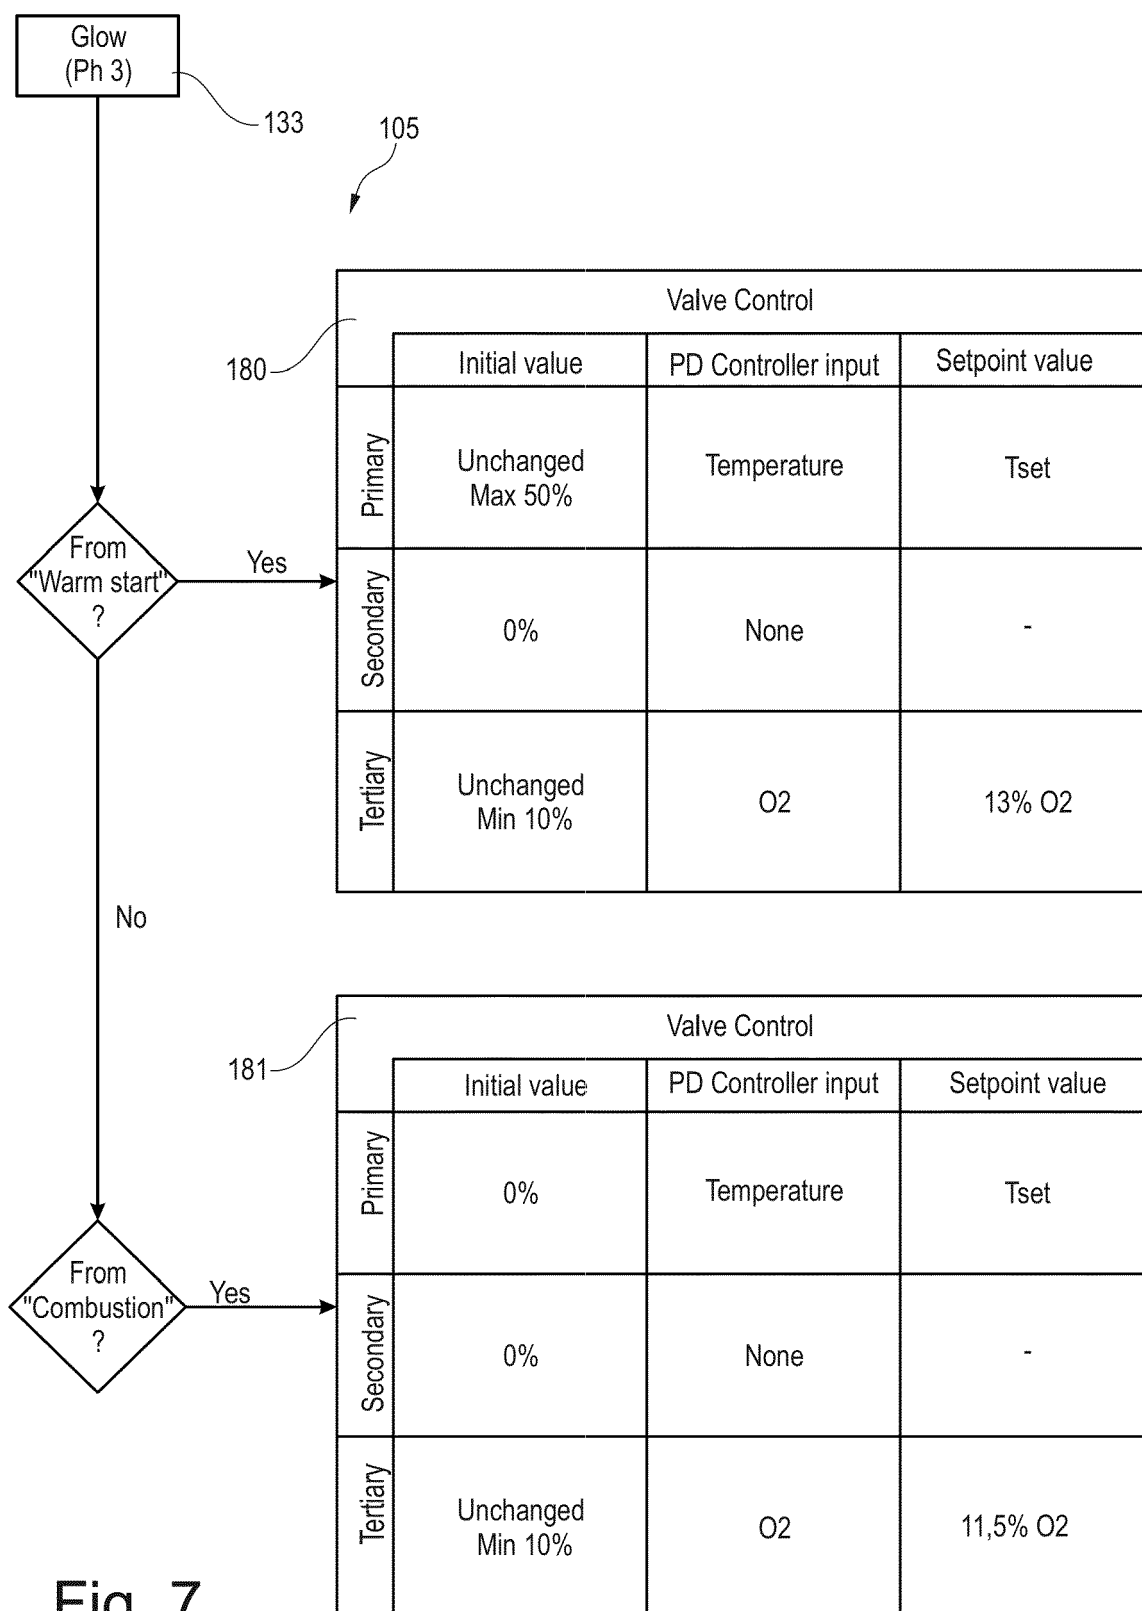 Glow
(Ph 3)
133
105
Valve Control
180
Initial value
PD Controller input
Setpoint value
Primary
Unchanged
Max 50%
Temperature
Tset
From
"Warm start"
?
Yes
Secondary
0%
None
-
Tertiary
Unchanged
Min 10%
O2
13% O2
No
Valve Control
181
Initial value
PD Controller input
Setpoint value
Primary
0%
Temperature
Tset
From
"Combustion"
?
Yes
Secondary
0%
None
-
Tertiary
Unchanged
Min 10%
O2
11,5% O2
Fig. 7